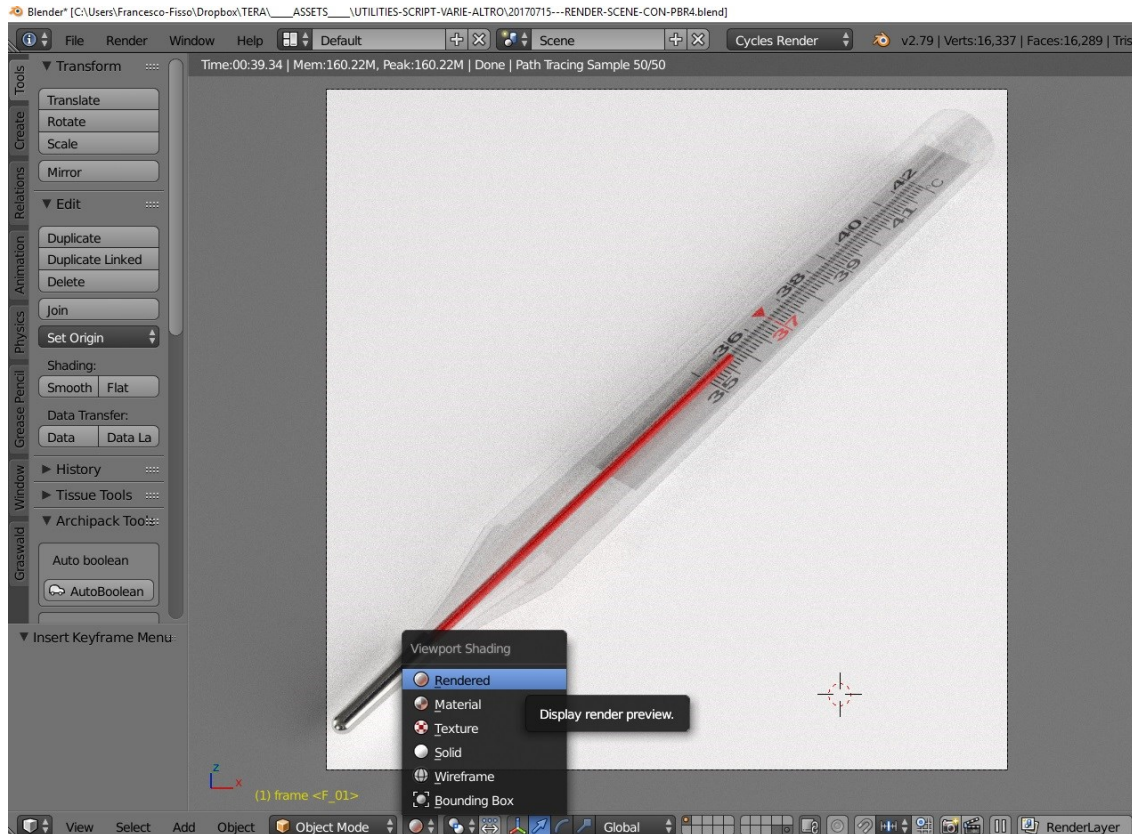 Blender* [C:\Users\Francesco-Fisso\Dropbox\TERA\____ASSETS____\UTILITIES-SCRIPT-VARIE-ALTRO\20170715---RENDER-SCENE-CON-PBR4.blend]
File Render Window Help Default Scene Cycles Render v2.79 | Verts:16,337 | Faces:16,289 | Tris
Time:00:39.34 | Mem:160.22M, Peak:160.22M | Done | Path Tracing Sample 50/50
Tools
Create
Relations
Animation
Physics
Grease Pencil
Window
Graswald
Transform
Translate
Rotate
Scale
Mirror
Edit
Duplicate
Duplicate Linked
Delete
Join
Set Origin
Shading:
Smooth Flat
Data Transfer:
Data Data La
History
Tissue Tools
Archipack Tools
Auto boolean
AutoBoolean
Insert Keyframe Menu
42
°C
41
40
39
38
37
36
35
Viewport Shading
Rendered
Material
Texture
Solid
Wireframe
Bounding Box
Display render preview.
z
x
(1) frame <F_01>
View Select Add Object Object Mode Global RenderLayer